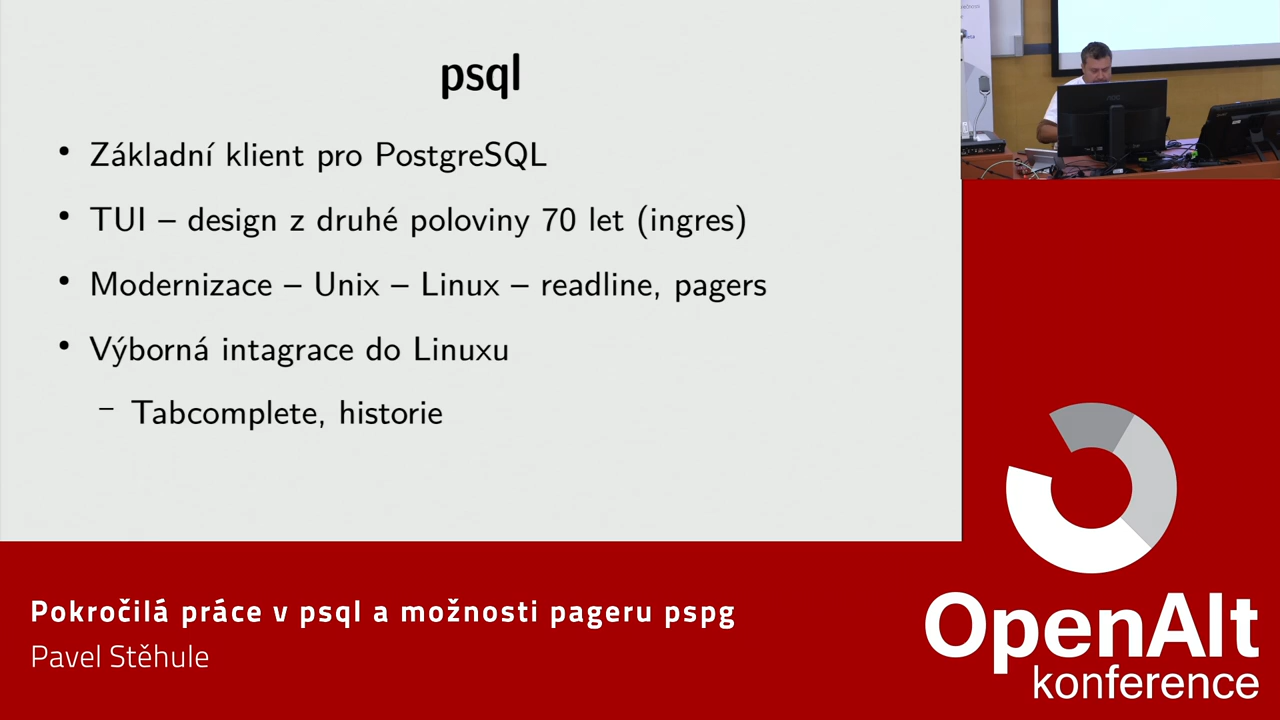 psql
• Základní klient pro PostgreSQL
• TUI – design z druhé poloviny 70 let (ingres)
• Modernizace – Unix – Linux – readline, pagers
• Výborná intagrace do Linuxu
– Tabcomplete, historie
Pokročilá práce v psql a možnosti pageru pspg
Pavel Stěhule
OpenAlt
konference